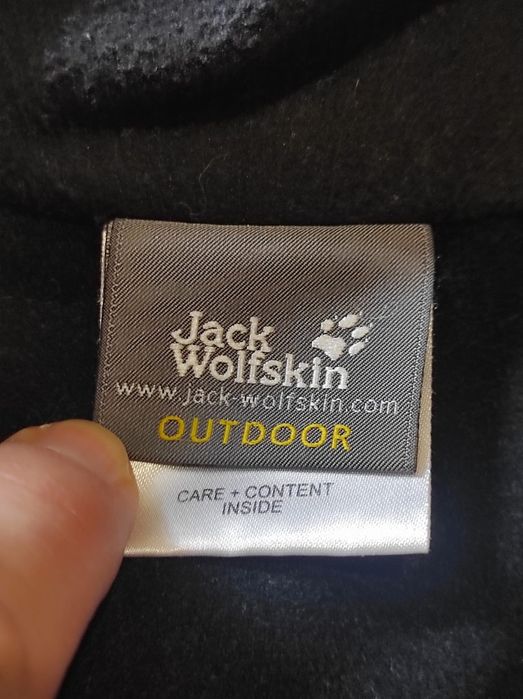 Jack
Wolfskin
www.jack-wolfskin.com
OUTDOOR
CARE + CONTENT
INSIDE